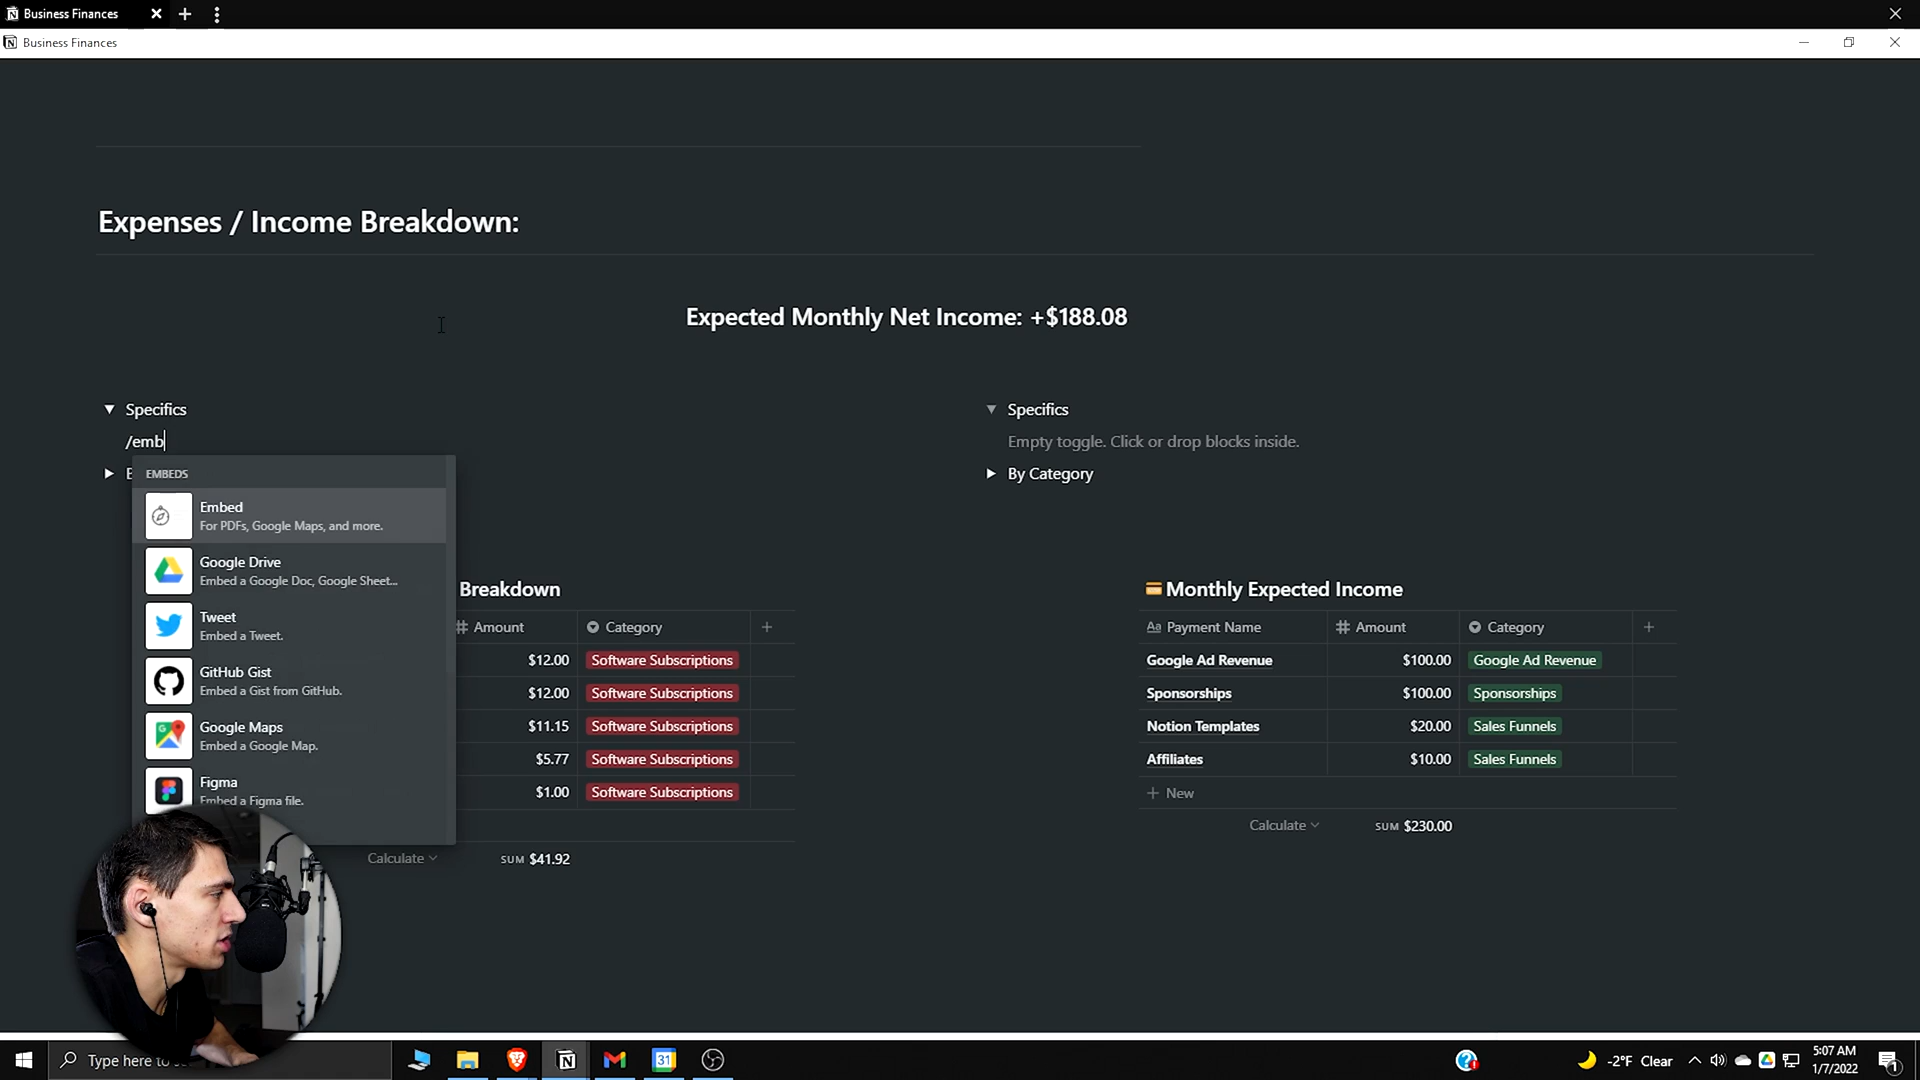 Business Finances
Business Finances
Expenses / Income Breakdown:
Expected Monthly Net Income: +$188.08
Specifics
/emb
EMBEDS
Embed
For PDFs, Google Maps, and more.
Google Drive
Embed a Google Doc, Google Sheet...
Tweet
Embed a Tweet.
GitHub Gist
Embed a Gist from GitHub.
Google Maps
Embed a Google Map.
Figma
Embed a Figma file.
Specifics
Empty toggle. Click or drop blocks inside.
By Category
Breakdown
Amount Category
$12.00 Software Subscriptions
$12.00 Software Subscriptions
$11.15 Software Subscriptions
$5.77 Software Subscriptions
$1.00 Software Subscriptions
Calculate SUM $41.92
Monthly Expected Income
Aa Payment Name Amount Category
Google Ad Revenue $100.00 Google Ad Revenue
Sponsorships $100.00 Sponsorships
Notion Templates $20.00 Sales Funnels
Affiliates $10.00 Sales Funnels
+ New
Calculate SUM $230.00
Type here to
31
-2°F Clear
5:07 AM
1/7/2022
1